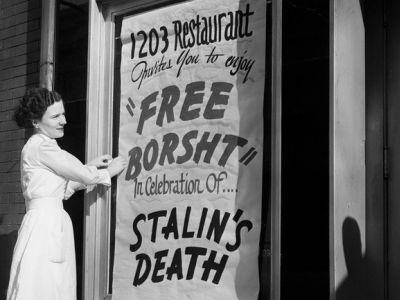 1203 Restaurant
Invites You to enjoy
"FREE
BORSHT"
In Celebration Of....
STALIN'S
DEATH